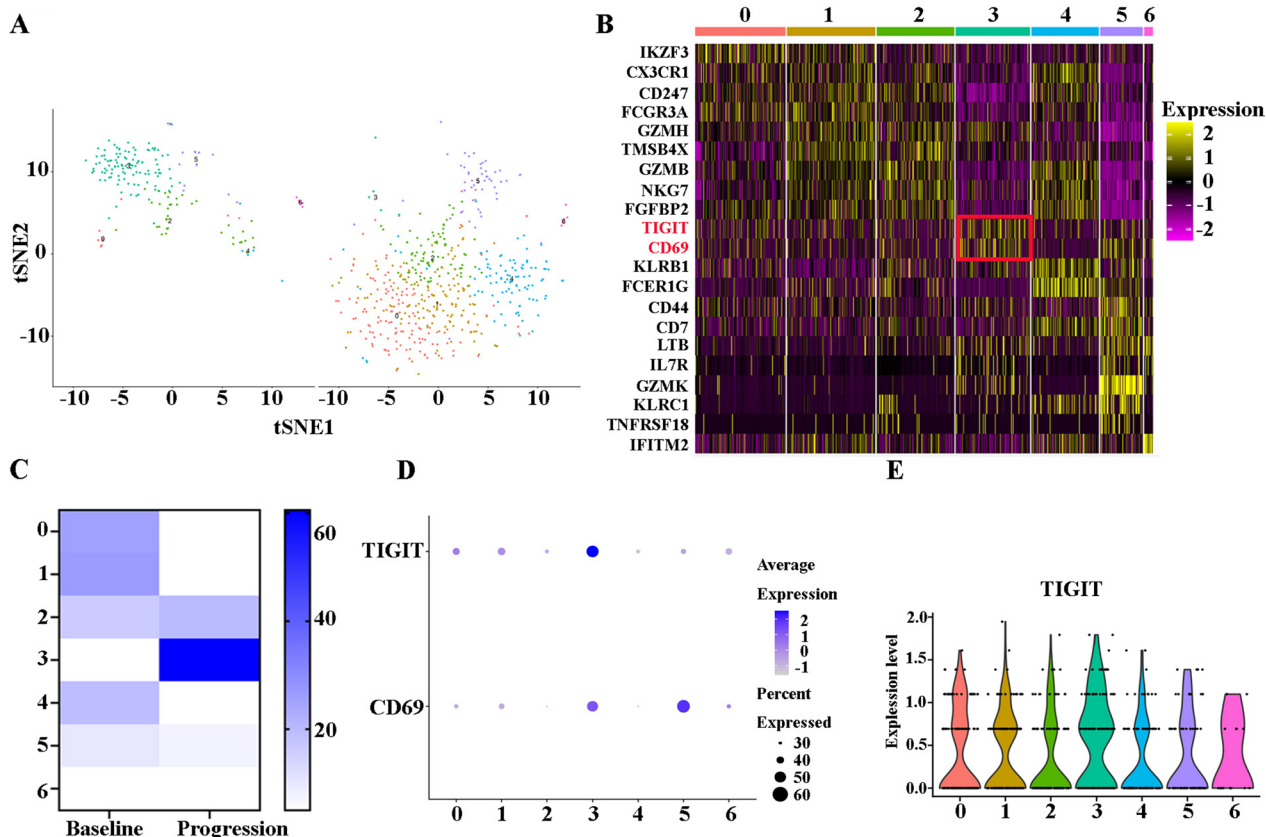 A
10
0
-10
tSNE2
-10 -5 0 5 10
-10 -5 0 5 10
tSNE1
B
0 1 2 3 4 5 6
IKZF3
CX3CR1
CD247
FCGR3A
GZMH
TMSB4X
GZMB
NKG7
FGFBP2
TIGIT
CD69
KLRB1
FCER1G
CD44
CD7
LTB
IL7R
GZMK
KLRC1
TNFRSF18
IFITM2
Expression
2
1
0
-1
-2
C
0
1
2
3
4
5
6
Baseline Progression
60
40
20
D
TIGIT
CD69
0 1 2 3 4 5 6
Average
Expression
2
1
0
-1
Percent
Expressed
30
40
50
60
E
TIGIT
Explession level
2.0
1.5
1.0
0.5
0.0
0 1 2 3 4 5 6